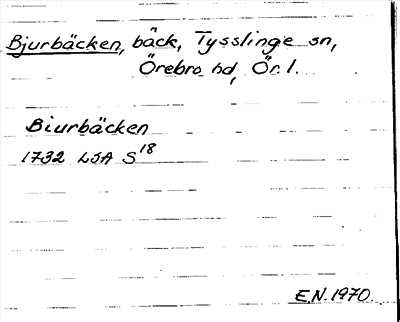 Bjurbäcken, bäck, Tysslinge sn,
Örebro hd, Ör. l.
Biurbäcken
1732 LSA S18
E.N. 1970.